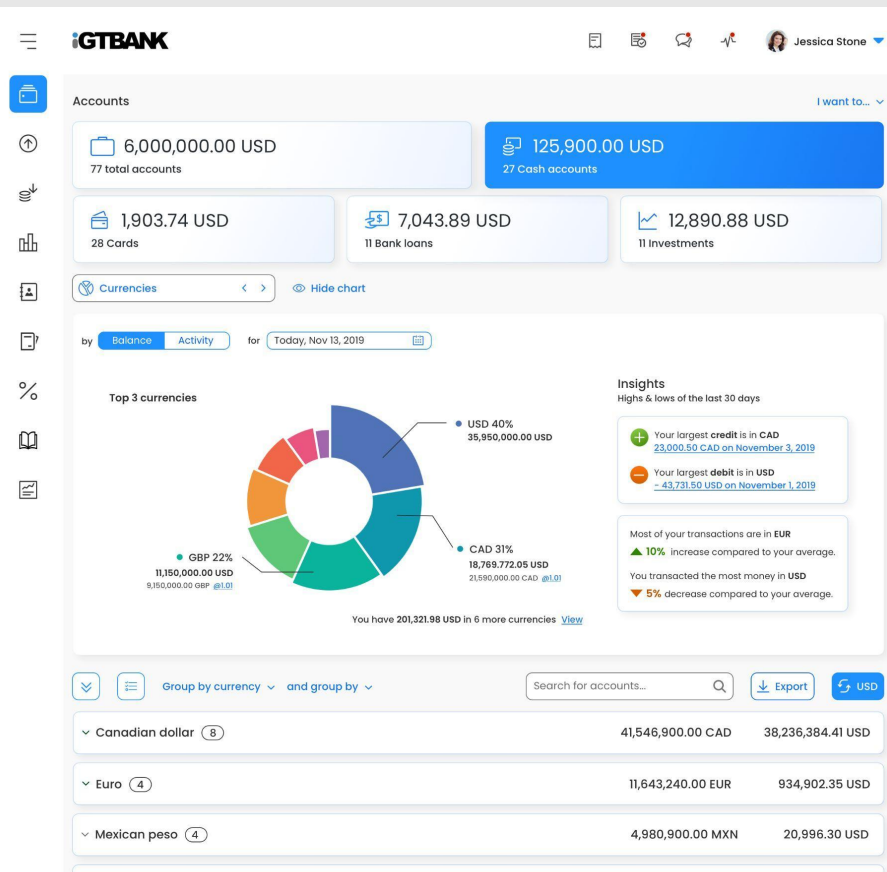 iGTBANK
Jessica Stone
Accounts
I want to...
6,000,000.00 USD
77 total accounts
125,900.00 USD
27 Cash accounts
1,903.74 USD
28 Cards
7,043.89 USD
11 Bank loans
12,890.88 USD
11 Investments
Currencies
Hide chart
by Balance Activity for Today, Nov 13, 2019
Top 3 currencies
USD 40%
35,950,000.00 USD
CAD 31%
18,769.772.05 USD
21,590,000.00 CAD @1.01
GBP 22%
11,150,000.00 USD
9,150,000.00 GBP @1.01
You have 201,321.98 USD in 6 more currencies View
Insights
Highs & lows of the last 30 days
Your largest credit is in CAD
23,000.50 CAD on November 3, 2019
Your largest debit is in USD
- 43,731.50 USD on November 1, 2019
Most of your transactions are in EUR
10% increase compared to your average.
You transacted the most money in USD
5% decrease compared to your average.
Group by currency and group by
Search for accounts...
Export
USD
Canadian dollar 8 41,546,900.00 CAD 38,236,384.41 USD
Euro 4 11,643,240.00 EUR 934,902.35 USD
Mexican peso 4 4,980,900.00 MXN 20,996.30 USD